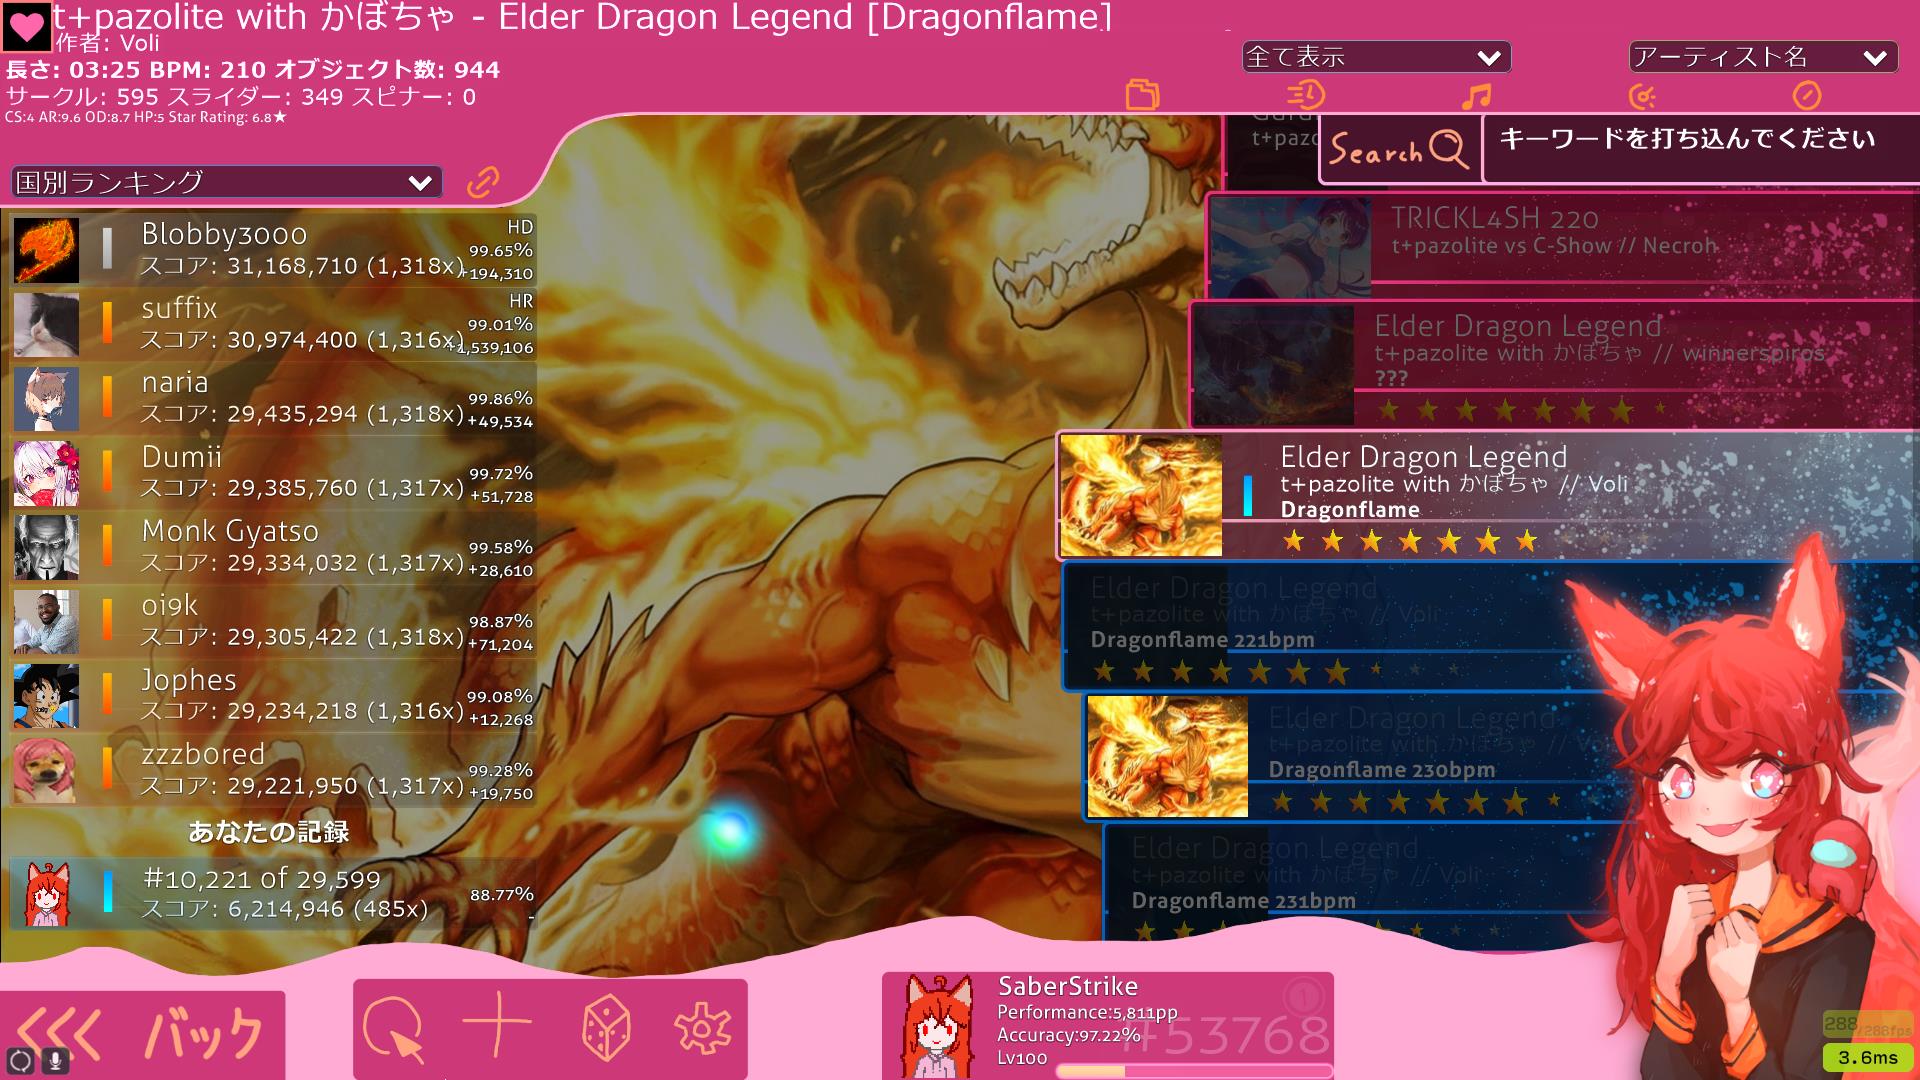 t+pazolite with かぼちゃ - Elder Dragon Legend [Dragonflame]
作者: Voli
長さ: 03:25 BPM: 210 オブジェクト数: 944
サークル: 595 スライダー: 349 スピナー: 0
CS:4 AR:9.6 OD:8.7 HP:5 Star Rating: 6.8★
全て表示
アーティスト名
国別ランキング
Search
キーワードを打ち込んでください
Blobby3000
HD
99.65%
スコア: 31,168,710 (1,318x)
+194,310
suffix
HR
99.01%
スコア: 30,974,400 (1,316x)
+1,539,106
naria
99.86%
スコア: 29,435,294 (1,318x)
+49,534
Dumii
99.72%
スコア: 29,385,760 (1,317x)
+51,728
Monk Gyatso
99.58%
スコア: 29,334,032 (1,317x)
+28,610
oi9k
98.87%
スコア: 29,305,422 (1,318x)
+71,204
Jophes
99.08%
スコア: 29,234,218 (1,316x)
+12,268
zzzbored
99.28%
スコア: 29,221,950 (1,317x)
+19,750
あなたの記録
#10,221 of 29,599
88.77%
スコア: 6,214,946 (485x)
-
t+pazo
TRICKL4SH 220
t+pazolite vs C-Show // Necroh
Elder Dragon Legend
t+pazolite with かぼちゃ // winnerspiros
???
Elder Dragon Legend
t+pazolite with かぼちゃ // Voli
Dragonflame
Elder Dragon Legend
t+pazolite with かぼちゃ // Voli
Dragonflame 221bpm
Elder Dragon Legend
t+pazolite with かぼちゃ // Vo
Dragonflame 230bpm
Elder Dragon Legend
t+pazolite with かぼちゃ // Voli
Dragonflame 231bpm
バック
SaberStrike
Performance:5,811pp
Accuracy:97.22%
Lv100
#53768
288/288fps
3.6ms